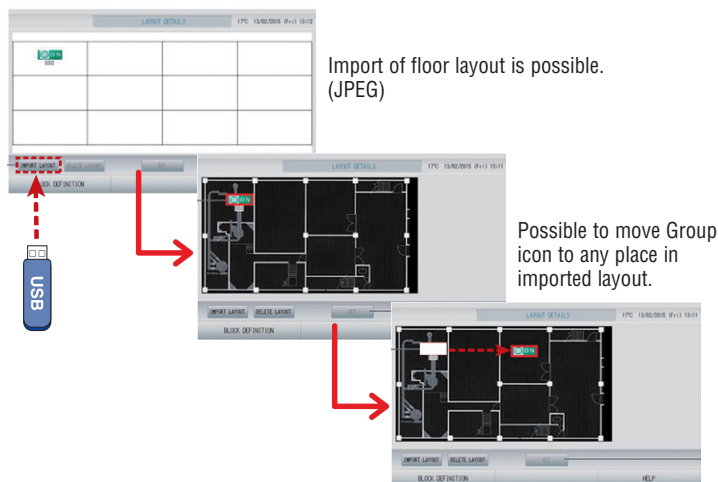 LAYOUT DETAILS
17℃ 13/02/2015 (Fri) 13:12
ON
Import of floor layout is possible.
(JPEG)
IMPORT LAYOUT
DELETE LAYOUT
SET
BLOCK DEFINITION
LAYOUT DETAILS
17℃ 13/02/2015 (Fri) 13:11
ON
USB
Possible to move Group
icon to any place in
imported layout.
IMPORT LAYOUT
DELETE LAYOUT
SET
BLOCK DEFINITION
LAYOUT DETAILS
17℃ 13/02/2015 (Fri) 13:11
ON
IMPORT LAYOUT
DELETE LAYOUT
SET
BLOCK DEFINITION
HELP